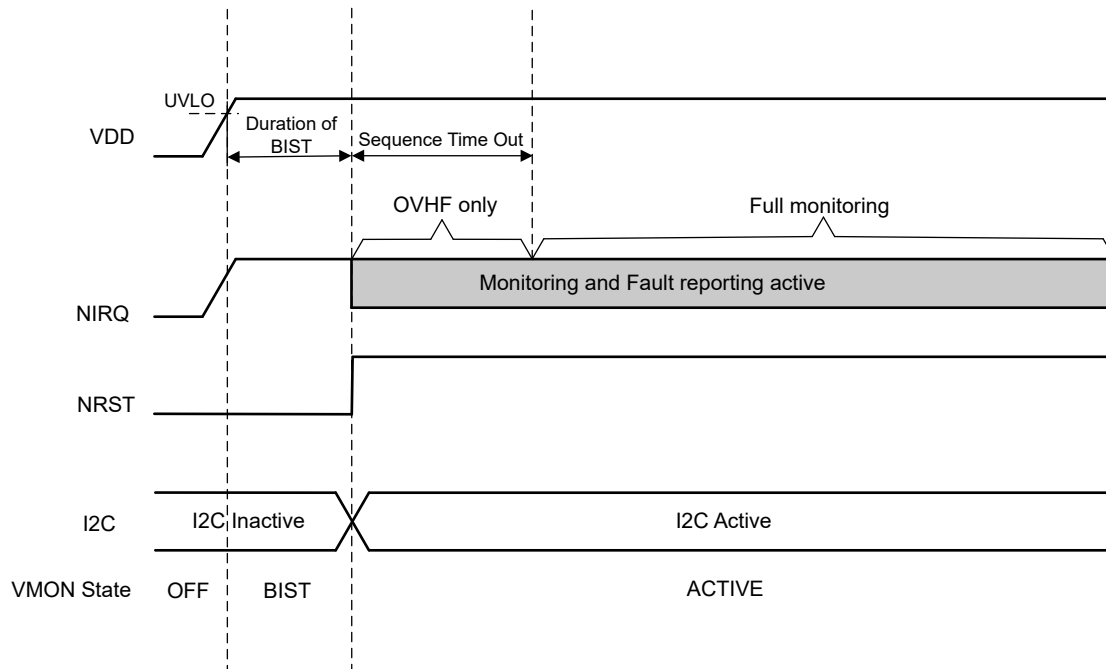 UVLO
VDD
Duration of
BIST
Sequence Time Out
OVHF only
Full monitoring
Monitoring and Fault reporting active
NIRQ
NRST
I2C
I2C Inactive
I2C Active
VMON State
OFF
BIST
ACTIVE